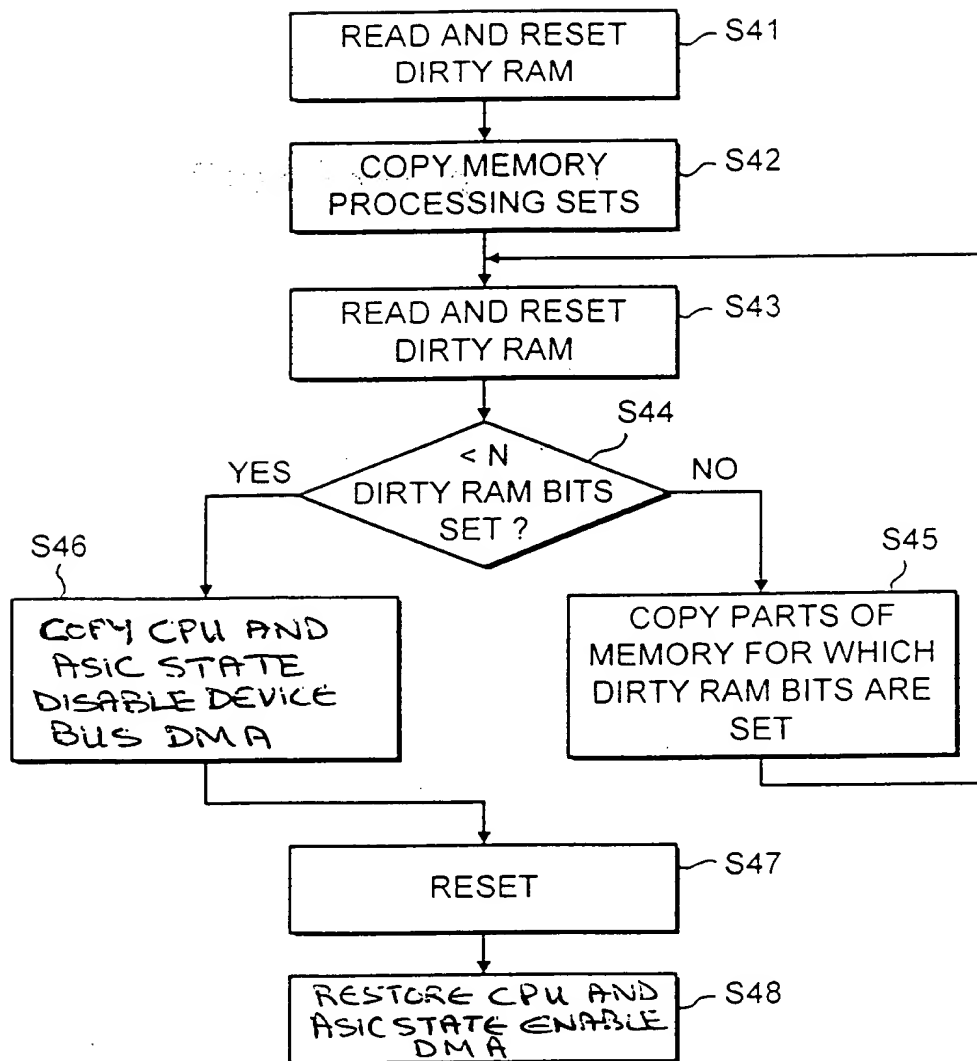 READ AND RESET
DIRTY RAM
S41
COPY MEMORY
PROCESSING SETS
S42
READ AND RESET
DIRTY RAM
S43
S44
< N
DIRTY RAM BITS
SET ?
YES
NO
S46
COPY CPU AND
ASIC STATE
DISABLE DEVICE
BUS DMA
S45
COPY PARTS OF
MEMORY FOR WHICH
DIRTY RAM BITS ARE
SET
RESET
S47
RESTORE CPU AND
ASIC STATE ENABLE
DMA
S48